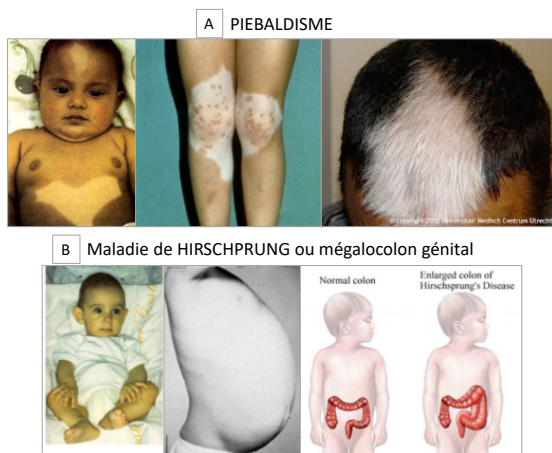 A PIEBALDISME
© copyright 2012 Universitair Medisch Centrum Utrecht
B Maladie de HIRSCHPRUNG ou mégalocolon génital
Normal colon
Enlarged colon of
Hirschsprung's Disease